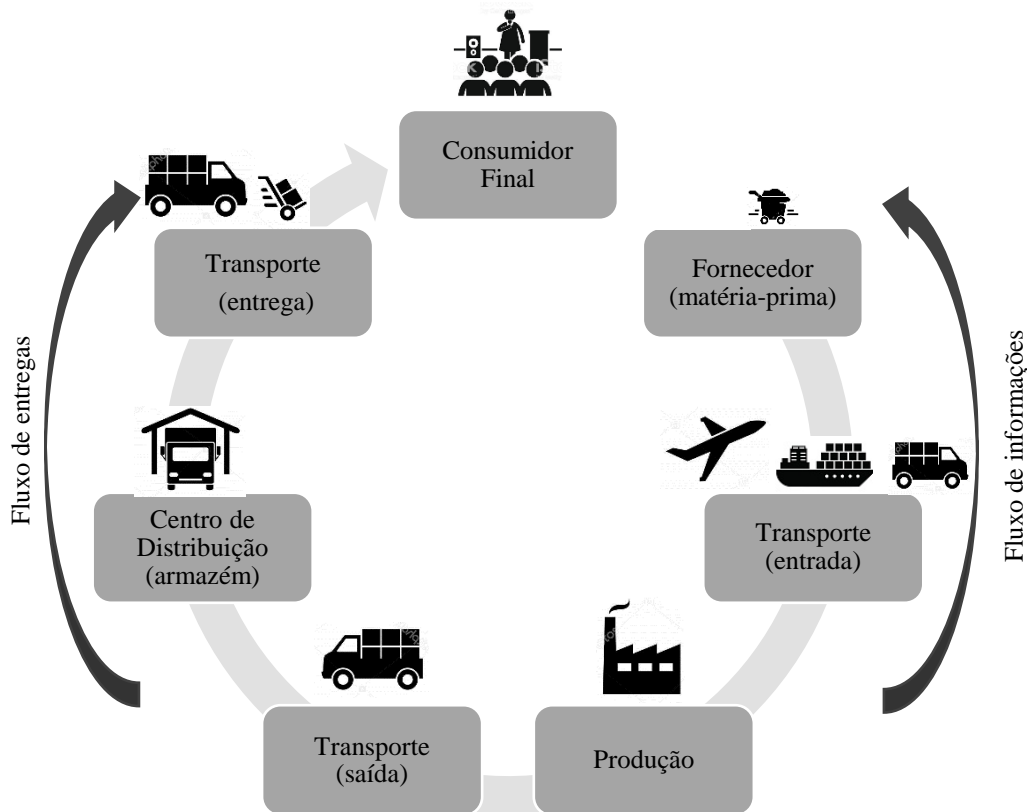 Consumidor
Final
Transporte
(entrega)
Fornecedor
(matéria-prima)
Fluxo de entregas
Fluxo de informações
Centro de
Distribuição
(armazém)
Transporte
(entrada)
Transporte
(saída)
Produção